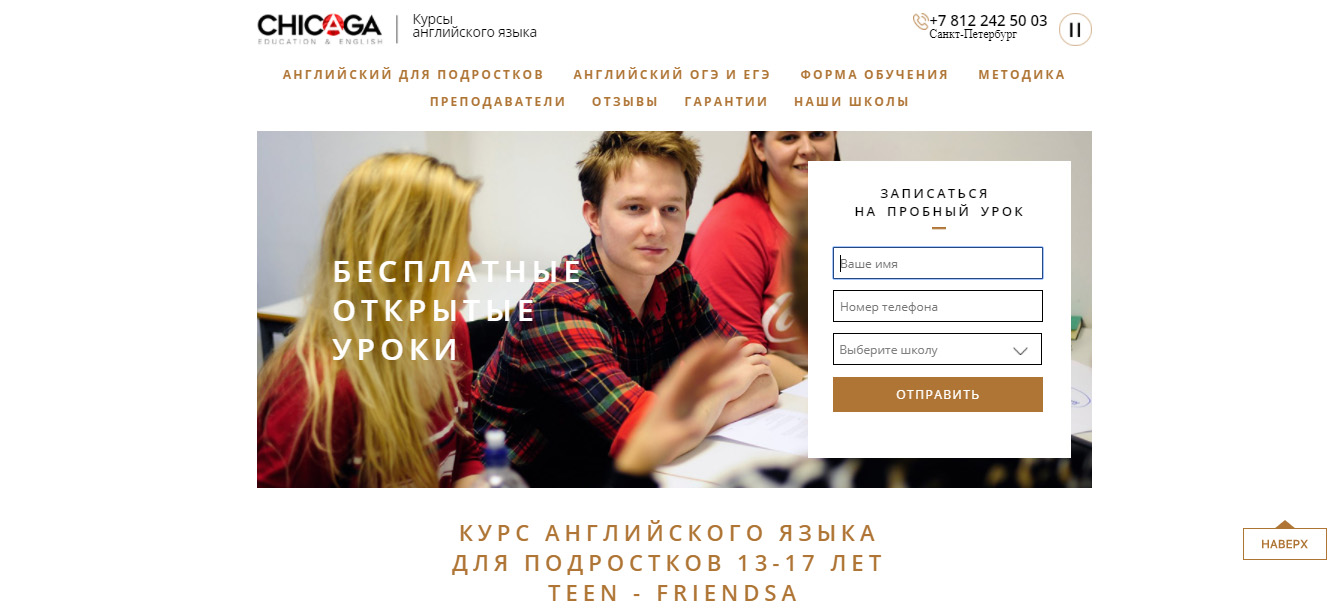 CHICAGA
EDUCATION & ENGLISH
Курсы
английского языка
+7 812 242 50 03
Санкт-Петербург
АНГЛИЙСКИЙ ДЛЯ ПОДРОСТКОВ АНГЛИЙСКИЙ ОГЭ И ЕГЭ ФОРМА ОБУЧЕНИЯ МЕТОДИКА
ПРЕПОДАВАТЕЛИ ОТЗЫВЫ ГАРАНТИИ НАШИ ШКОЛЫ
БЕСПЛАТНЫЕ
ОТКРЫТЫЕ
УРОКИ
ЗАПИСАТЬСЯ
НА ПРОБНЫЙ УРОК
Ваше имя
Номер телефона
Выберите школу
ОТПРАВИТЬ
КУРС АНГЛИЙСКОГО ЯЗЫКА
ДЛЯ ПОДРОСТКОВ 13-17 ЛЕТ
TEEN - FRIENDSA
НАВЕРХ